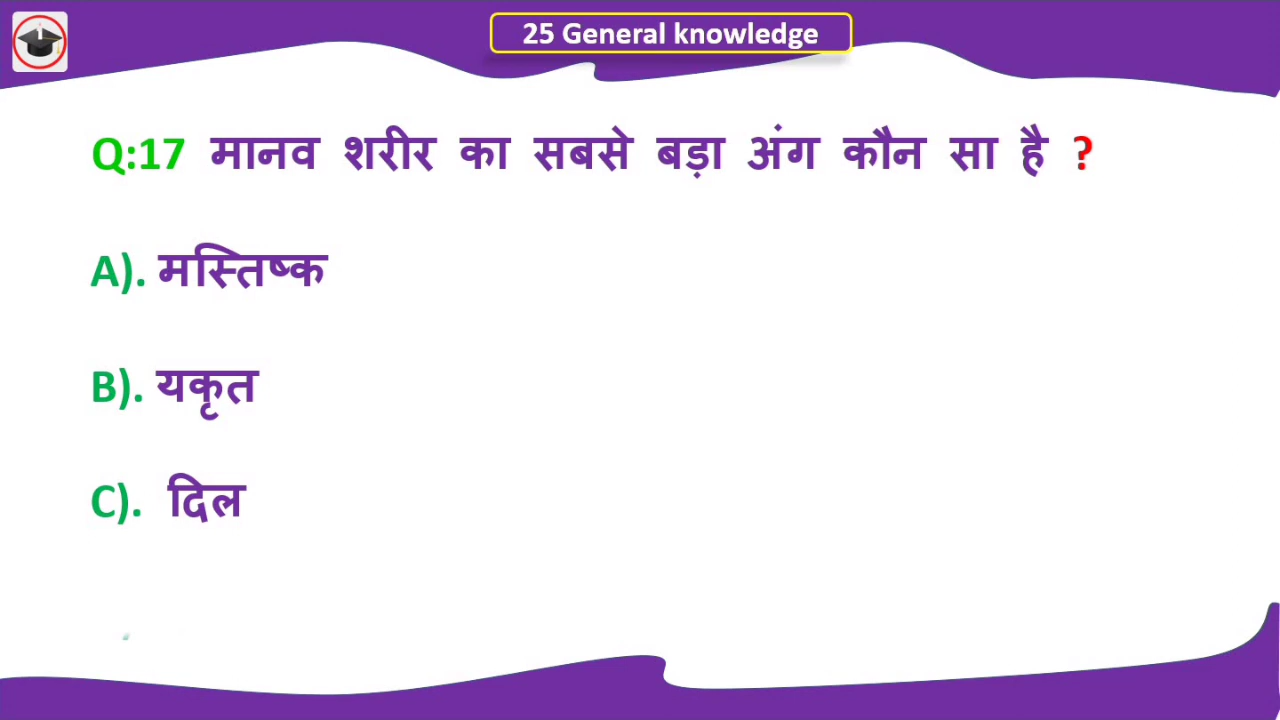 25 General knowledge
Q:17 मानव शरीर का सबसे बड़ा अंग कौन सा है ?
A). मस्तिष्क
B). यकृत
C). दिल